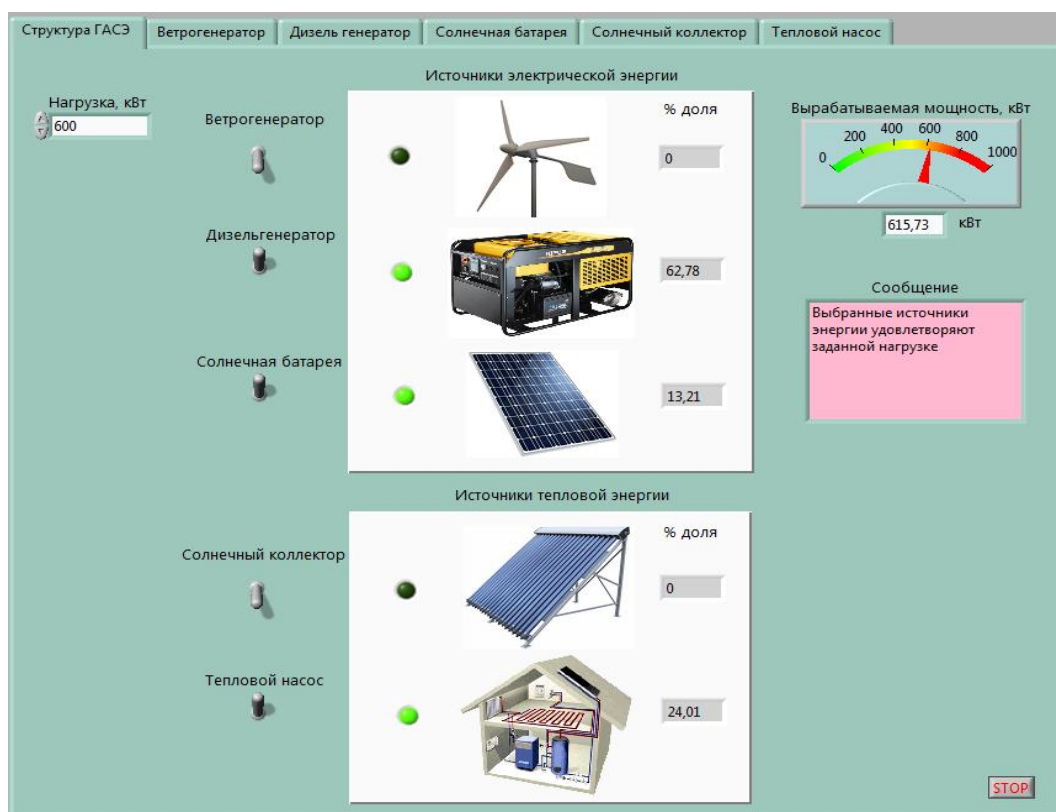 Структура ГАСЭ
Ветрогенератор
Дизель генератор
Солнечная батарея
Солнечный коллектор
Тепловой насос
Источники электрической энергии
Нагрузка, кВт
600
Ветрогенератор
% доля
0
Вырабатываемая мощность, кВт
0
200
400
600
800
1000
615,73
кВт
Дизельгенератор
62,78
Сообщение
Выбранные источники
энергии удовлетворяют
заданной нагрузке
Солнечная батарея
13,21
Источники тепловой энергии
% доля
Солнечный коллектор
0
Тепловой насос
24,01
STOP